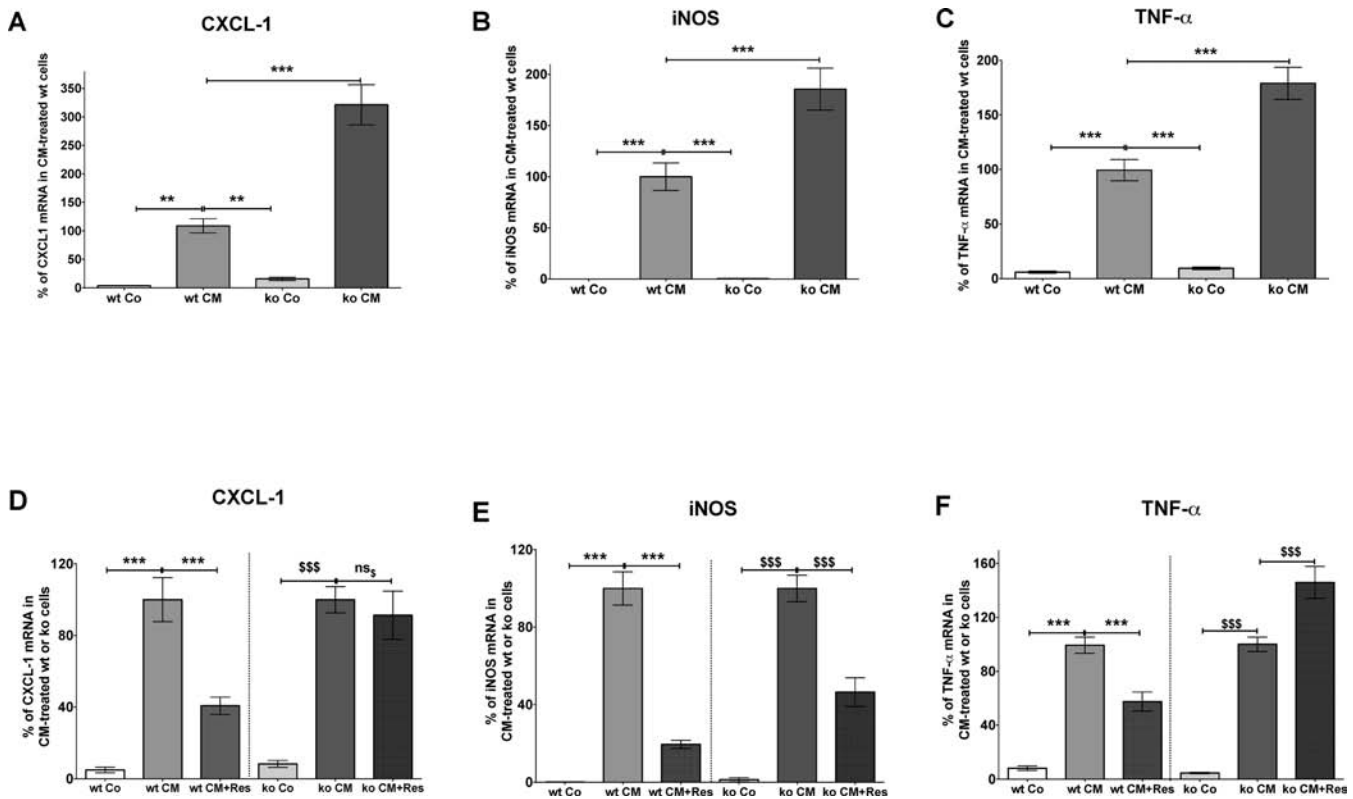 A
CXCL-1
% of CXCL1 mRNA in CM-treated wt cells
350
300
250
200
150
100
50
0
**
**
***
wt Co
wt CM
ko Co
ko CM
B
iNOS
% of iNOS mRNA in CM-treated wt cells
200
150
100
50
0
***
***
***
wt Co
wt CM
ko Co
ko CM
C
TNF-α
% of TNF-α mRNA in CM-treated wt cells
200
150
100
50
0
***
***
***
wt Co
wt CM
ko Co
ko CM
D
CXCL-1
% of CXCL-1 mRNA in
CM-treated wt or ko cells
120
80
40
0
***
***
$$$
ns$
wt Co
wt CM
wt CM+Res
ko Co
ko CM
ko CM+Res
E
iNOS
% of iNOS mRNA in
CM-treated wt or ko cells
120
80
40
0
***
***
$$$
$$$
wt Co
wt CM
wt CM+Res
ko Co
ko CM
ko CM+Res
F
TNF-α
% of TNF-α mRNA in
CM-treated wt or ko cells
160
120
80
40
0
***
***
$$$
$$$
wt Co
wt CM
wt CM+Res
ko Co
ko CM
ko CM+Res